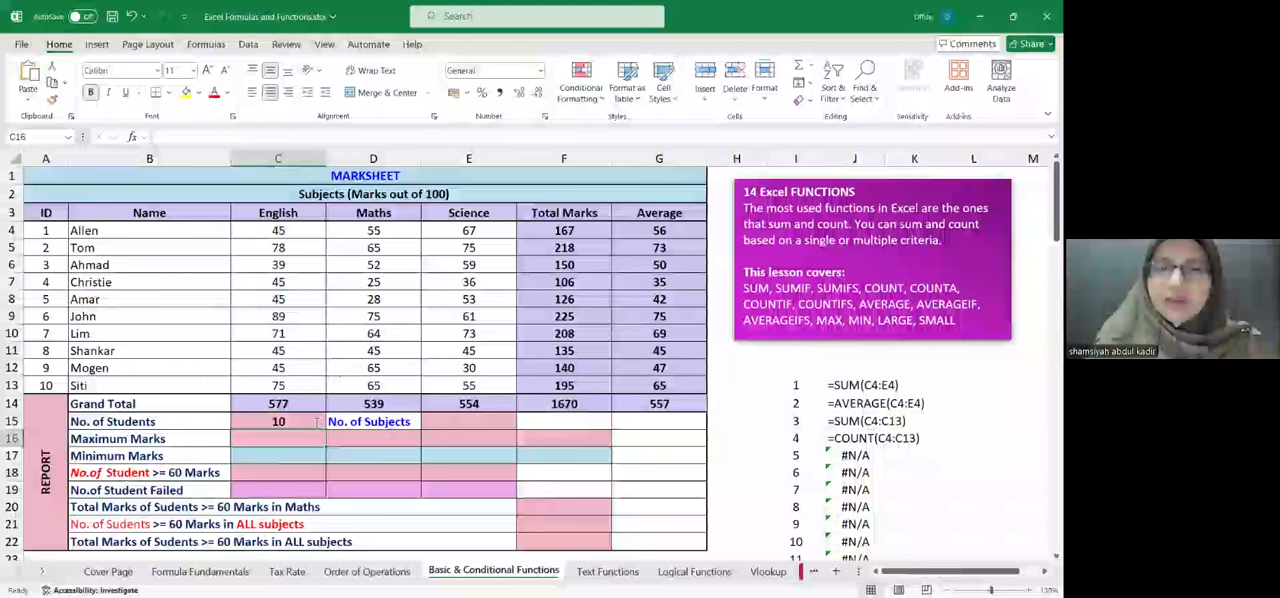 AutoSave Off Excel Formulas and Functions.xlsx Search
File Home Insert Page Layout Formulas Data Review View Automate Help Comments Share
Paste Calibri 11 Wrap Text General Conditional Format as Cell Insert Delete Format Sort & Find & Add-ins Analyze
B I U Merge & Center Formatting Table Styles Filter Select Data
Clipboard Font Alignment Number Styles Cells Editing Sensitivity Add-ins
C16 fx
A B C D E F G H I J K L M
1 MARKSHEET
2 Subjects (Marks out of 100)
3 ID Name English Maths Science Total Marks Average
4 1 Allen 45 55 67 167 56
5 2 Tom 78 65 75 218 73
6 3 Ahmad 39 52 59 150 50
7 4 Christie 45 25 36 106 35
8 5 Amar 45 28 53 126 42
9 6 John 89 75 61 225 75
10 7 Lim 71 64 73 208 69
11 8 Shankar 45 45 45 135 45
12 9 Mogen 45 65 30 140 47
13 10 Siti 75 65 55 195 65
14 Grand Total 577 539 554 1670 557
15 No. of Students 10 No. of Subjects
16 Maximum Marks
17 Minimum Marks
18 No.of Student >= 60 Marks
19 No.of Student Failed
20 Total Marks of Sudents >= 60 Marks in Maths
21 No. of Sudents >= 60 Marks in ALL subjects
22 Total Marks of Sudents >= 60 Marks in ALL subjects
23
REPORT
14 Excel FUNCTIONS
The most used functions in Excel are the ones
that sum and count. You can sum and count
based on a single or multiple criteria.
This lesson covers:
SUM, SUMIF, SUMIFS, COUNT, COUNTA,
COUNTIF, COUNTIFS, AVERAGE, AVERAGEIF,
AVERAGEIFS, MAX, MIN, LARGE, SMALL
1 =SUM(C4:E4)
2 =AVERAGE(C4:E4)
3 =SUM(C4:C13)
4 =COUNT(C4:C13)
5 #N/A
6 #N/A
7 #N/A
8 #N/A
9 #N/A
10 #N/A
11 #N/A
Cover Page Formula Fundamentals Tax Rate Order of Operations Basic & Conditional Functions Text Functions Logical Functions Vlookup
Ready Accessibility: Investigate 130%
shamsiyah abdul kadir